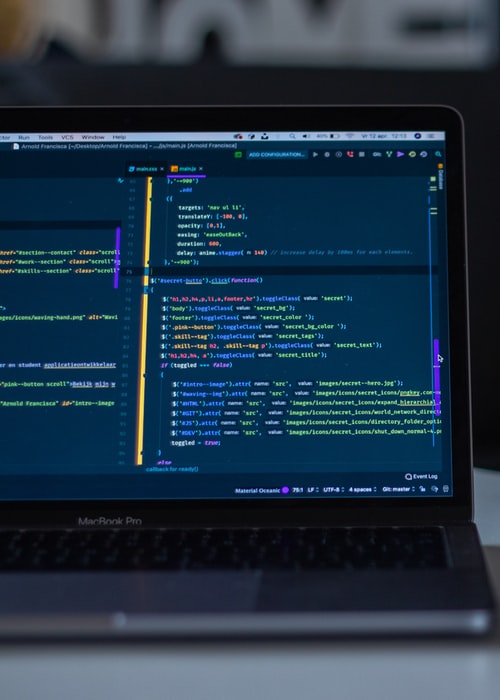 Run Tools VCS Window Help
40% vr 12 apr 12:13
Arnold Francisca [~/Desktop/Arnold Francisca] – .../js/main.js [Arnold Francisca]
ADD CONFIGURATION...
main.css × main.js ×
Database
},"-=900")
.add
({
targets: 'nav ul li',
translateY: [-100, 0],
opacity: [0,1],
easing: 'easeOutBack',
duration: 600,
delay: anime.stagger( 140) // increase delay by 100ms for each elements.
},"-=900");
href="#section--contact" class="scrol
href="#work--section" class="scroll
href="#skills--section" class="scroll
75
$("#secret-button").click(function()
{
$('h1,h2,h4,p,li,a,footer,hr').toggleClass( value: 'secret');
$('body').toggleClass( value: 'secret_bg');
$('footer').toggleClass( value: 'secret_color ');
$('.pink--button').toggleClass( value: 'secret_bg_color ');
$('.skill--tag').toggleClass( value: 'secret_tags');
$('.skill--tag h2, .skill--tag p').toggleClass( value: 'secret_text');
$('h1,h2,h4, a').toggleClass( value: 'secret_title');
if (toggled === false)
{
$('#intro--image').attr( name: 'src', value: 'images/secret--hero.jpg');
$('#waving--img').attr( name: 'src', value: 'images/icons/secret_icons/pngkey.com
$('#HTML').attr( name: 'src', value: 'images/icons/secret_icons/expand_hierarchial
$('#GIT').attr( name: 'src', value: 'images/icons/secret_icons/world_network_direc
$('#JS').attr( name: 'src', value: 'images/icons/secret_icons/directory_folder_opti
$('#DEV').attr( name: 'src', value: 'images/icons/secret_icons/shut_down_normal
toggled = true;
}
else
ages/icons/waving-hand.png" alt="Wavi
er en student applicatieontwikkelaar
"pink--button scroll">Bekijk mijn w
Arnold Francisca" id="intro--image
callback for ready()
Event Log
Material Oceanic 75:1 LF UTF-8 4 spaces Git: master
MacBook Pro